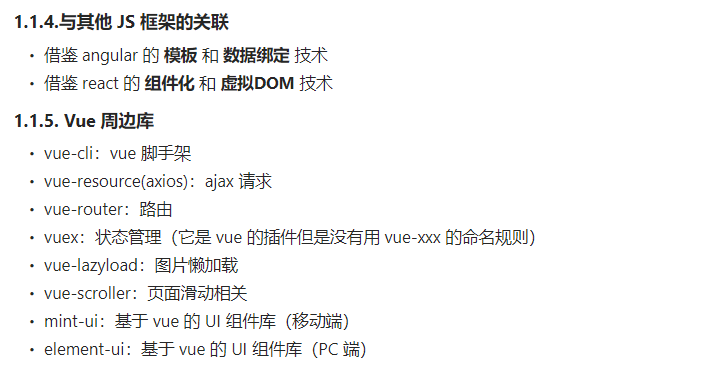 1.1.4.与其他 JS 框架的关联
• 借鉴 angular 的 模板 和 数据绑定 技术
• 借鉴 react 的 组件化 和 虚拟DOM 技术
1.1.5. Vue 周边库
• vue-cli：vue 脚手架
• vue-resource(axios)：ajax 请求
• vue-router：路由
• vuex：状态管理（它是 vue 的插件但是没有用 vue-xxx 的命名规则）
• vue-lazyload：图片懒加载
• vue-scroller：页面滑动相关
• mint-ui：基于 vue 的 UI 组件库（移动端）
• element-ui：基于 vue 的 UI 组件库（PC 端）